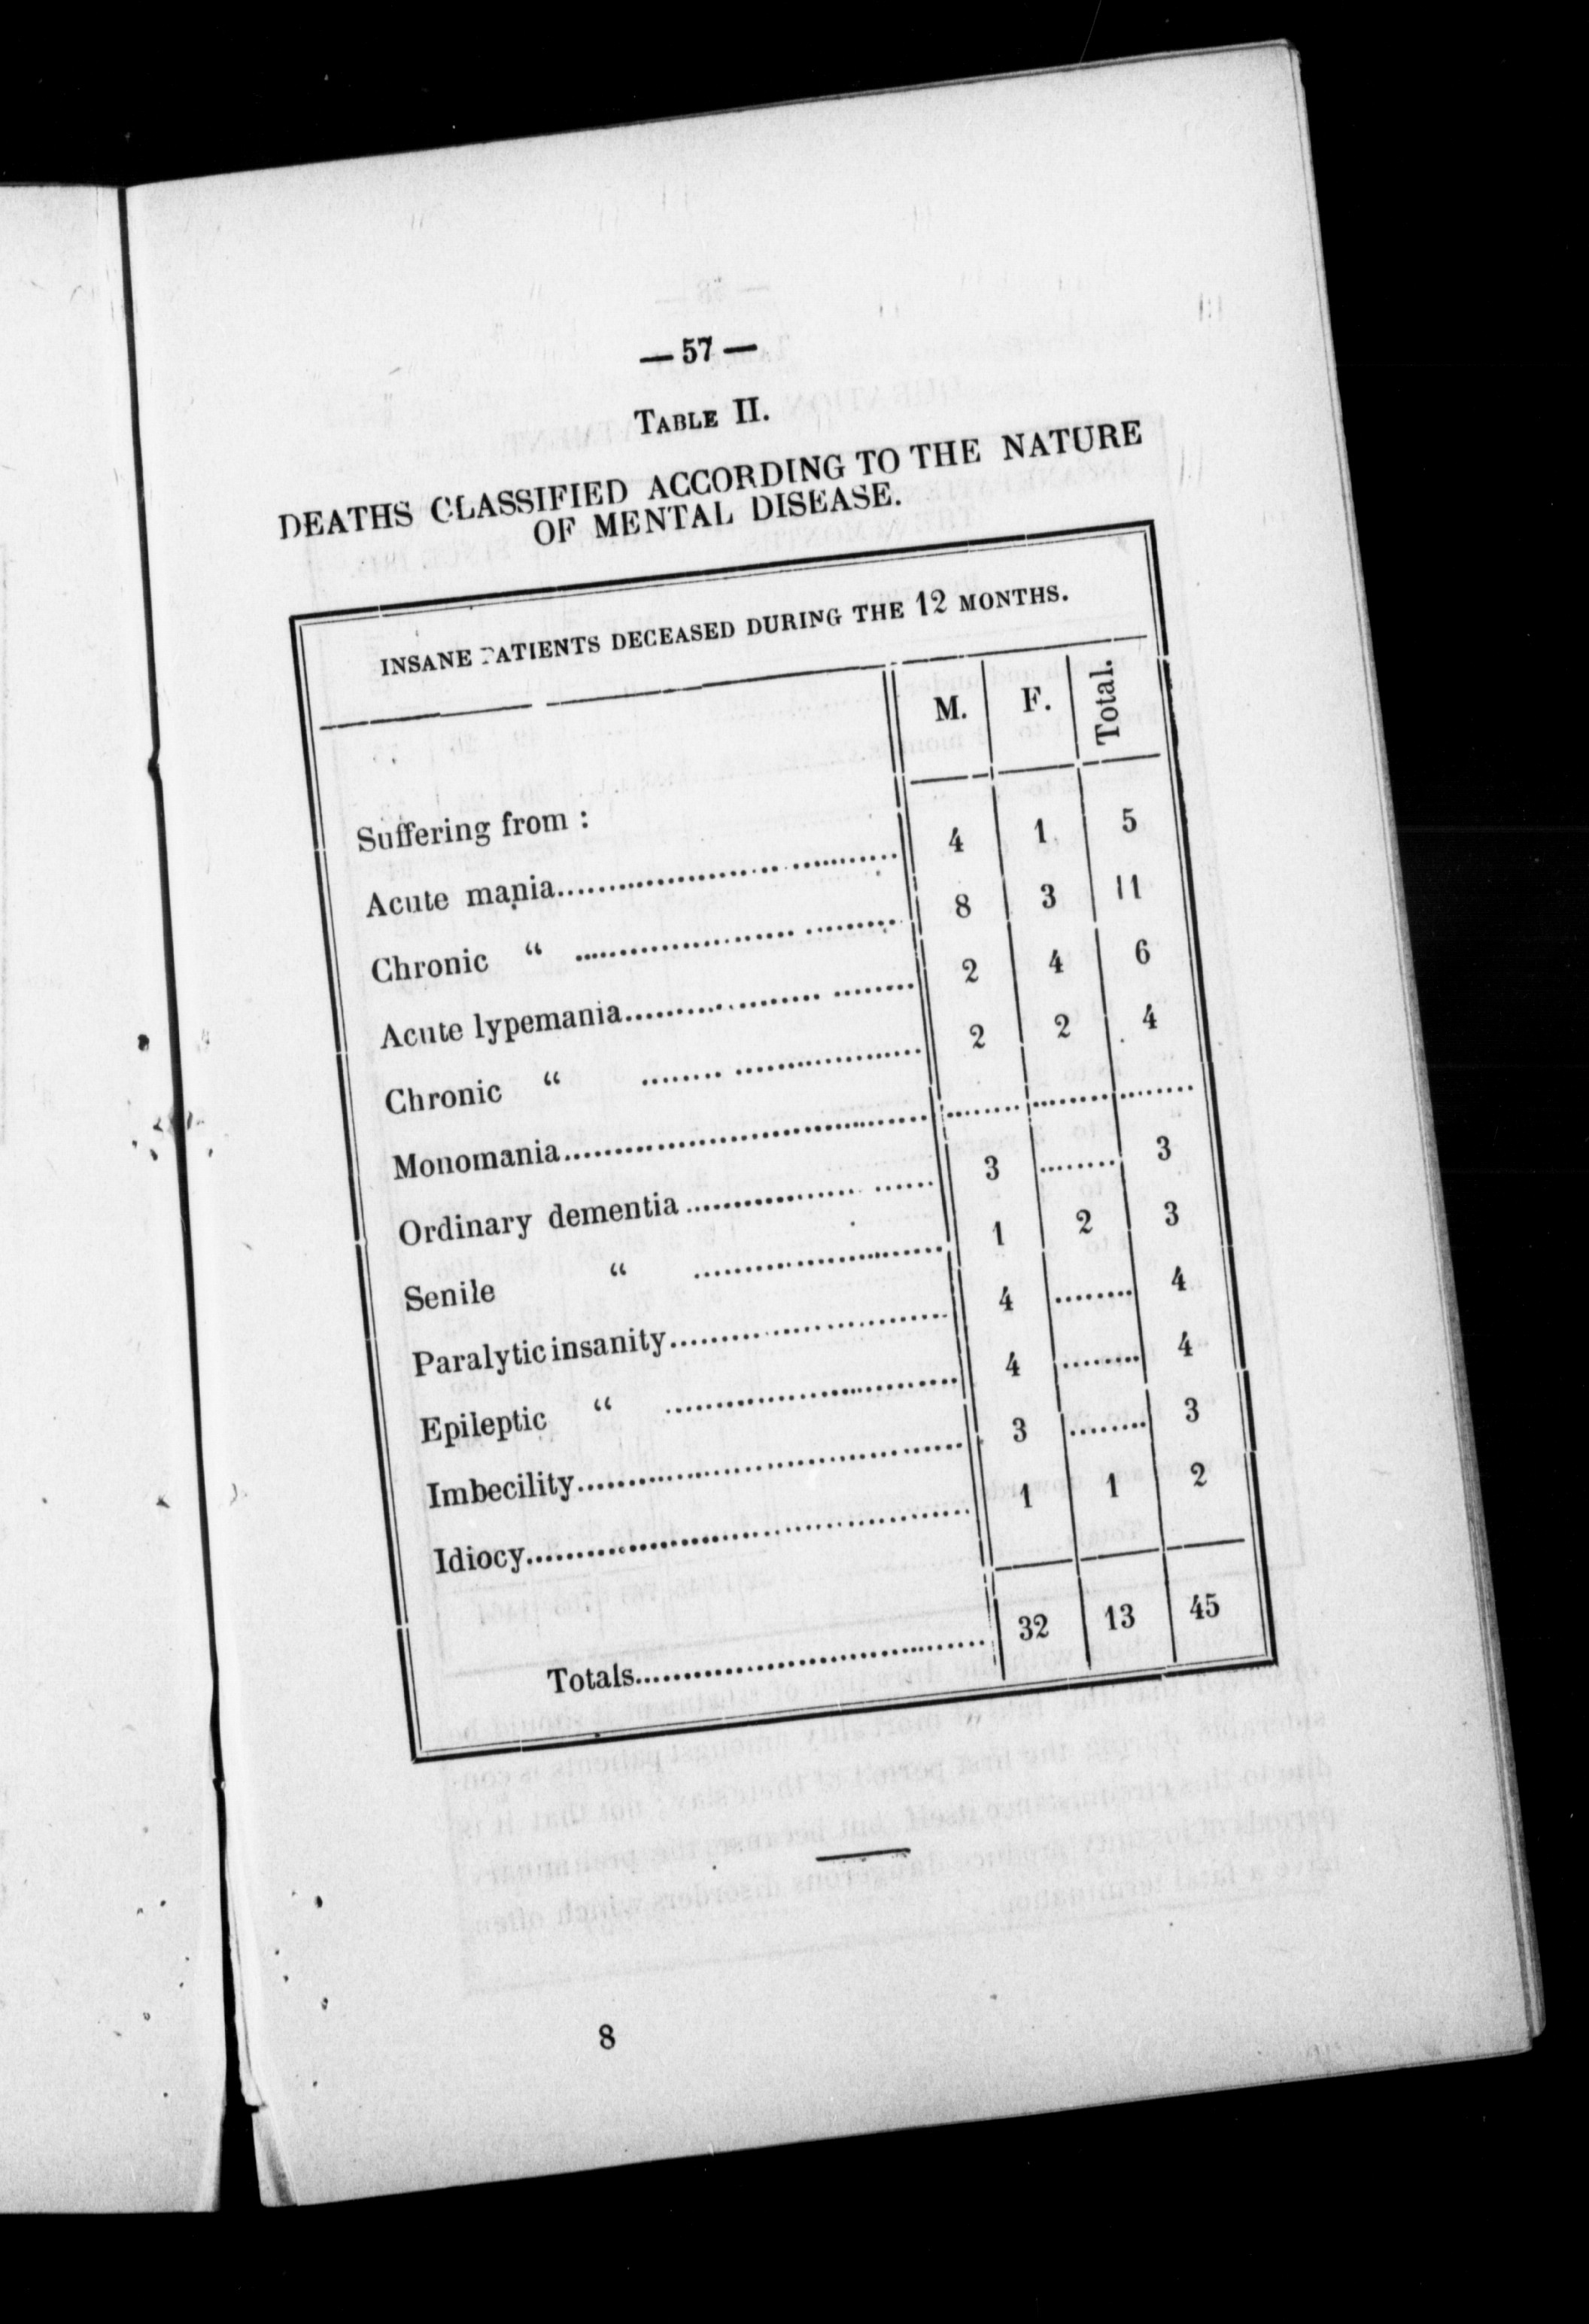 — 57 —
TABLE II.
DEATHS CLASSIFIED ACCORDING TO THE NATURE
OF MENTAL DISEASE.
INSANE PATIENTS DECEASED DURING THE 12 MONTHS.
M. F. Total.
Suffering from :
Acute mania.............................. 4 1 5
Chronic “ .............................. 8 3 11
Acute lypemania.............................. 2 4 6
Chronic “ .............................. 2 2 4
Monomania.............................. ........ ........ ........
Ordinary dementia.............................. 3 ........ 3
Senile “ .............................. 1 2 3
Paralytic insanity.............................. 4 ........ 4
Epileptic “ .............................. 4 ........ 4
Imbecility.............................. 3 ........ 3
Idiocy.............................. 1 1 2
Totals.............................. 32 13 45
8